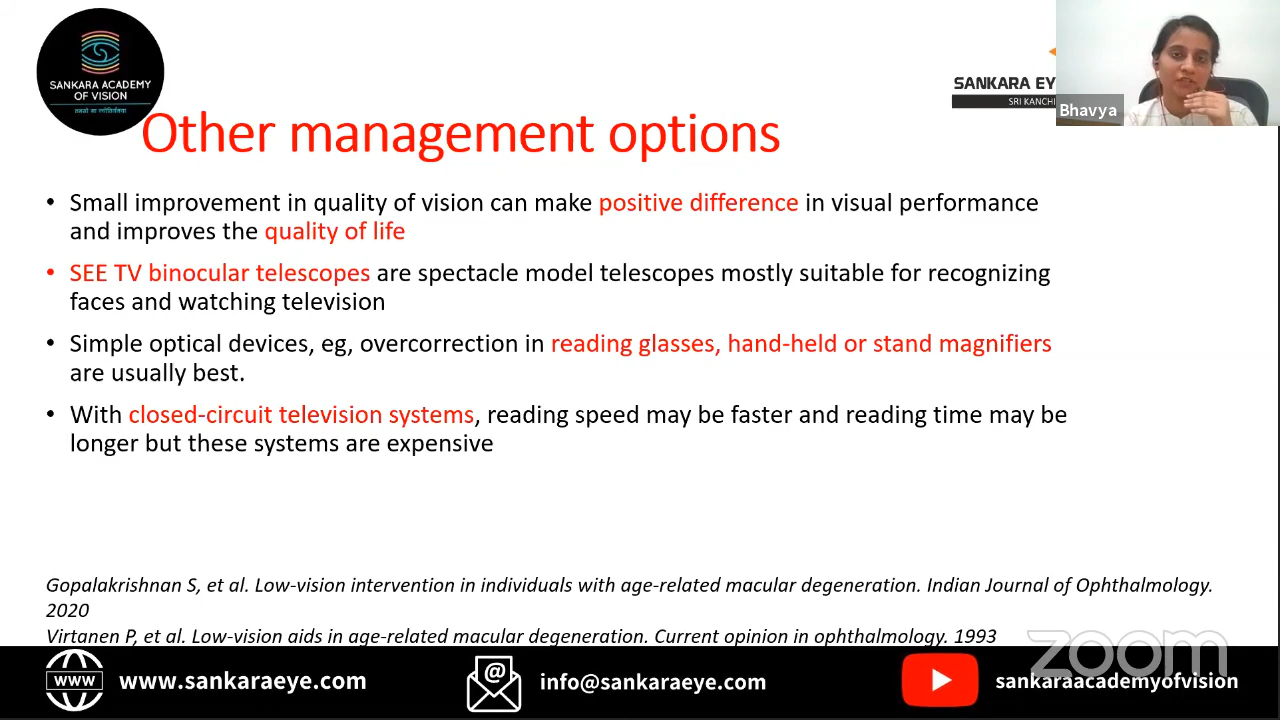 SANKARA ACADEMY
OF VISION
SANKARA EY
SRI KANCHI
Bhavya
Other management options
• Small improvement in quality of vision can make positive difference in visual performance
and improves the quality of life
• SEE TV binocular telescopes are spectacle model telescopes mostly suitable for recognizing
faces and watching television
• Simple optical devices, eg, overcorrection in reading glasses, hand-held or stand magnifiers
are usually best.
• With closed-circuit television systems, reading speed may be faster and reading time may be
longer but these systems are expensive
Gopalakrishnan S, et al. Low-vision intervention in individuals with age-related macular degeneration. Indian Journal of Ophthalmology.
2020
Virtanen P, et al. Low-vision aids in age-related macular degeneration. Current opinion in ophthalmology. 1993
zoom
WWW
www.sankaraeye.com
@
info@sankaraeye.com
sankaraacademyofvision